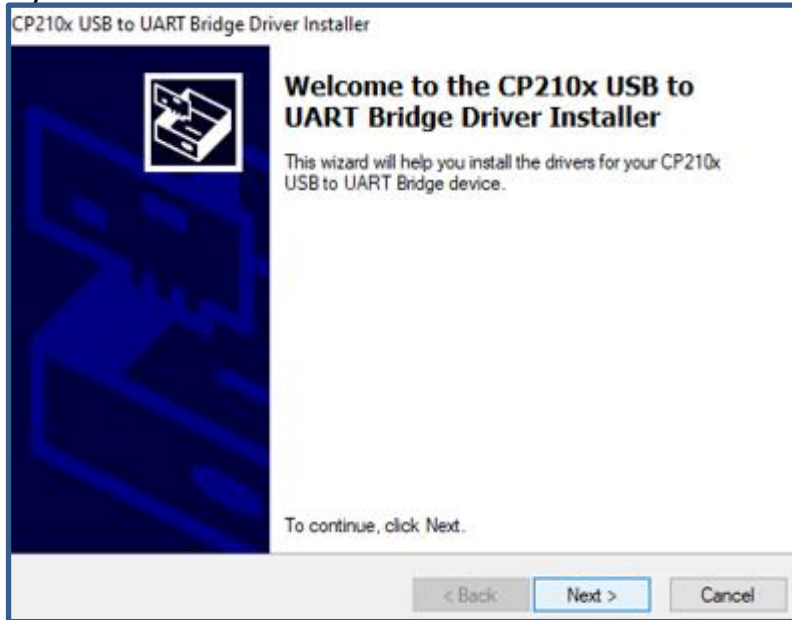 CP210x USB to UART Bridge Driver Installer
Welcome to the CP210x USB to
UART Bridge Driver Installer
This wizard will help you install the drivers for your CP210x
USB to UART Bridge device.
To continue, click Next.
< Back Next > Cancel